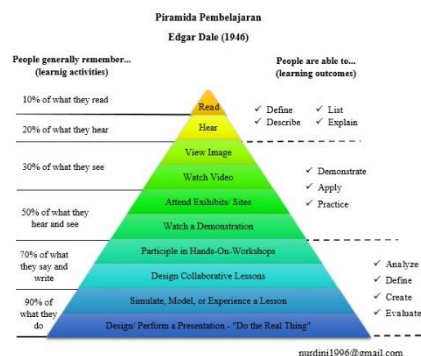 Piramida Pembelajaran
Edgar Dale (1946)
People generally remember...
(learnig activities)
People are able to...
(learning outcomes)
10% of what they read
Read
✓ Define ✓ List
✓ Describe ✓ Explain
20% of what they hear
Hear
30% of what they see
View Image
Watch Video
✓ Demonstrate
✓ Apply
✓ Practice
50% of what they
hear and see
Attend Exihibits/ Sites
Watch a Demonstration
70% of what
they say and
write
Participle in Hands-On-Workshops
Design Collaborative Lessons
✓ Analyze
✓ Define
✓ Create
✓ Evaluate
90% of
what they
do
Simulate, Model, or Experience a Lesson
Design/ Perform a Presentation - "Do the Real Thing"
nurdini1996@gmail.com